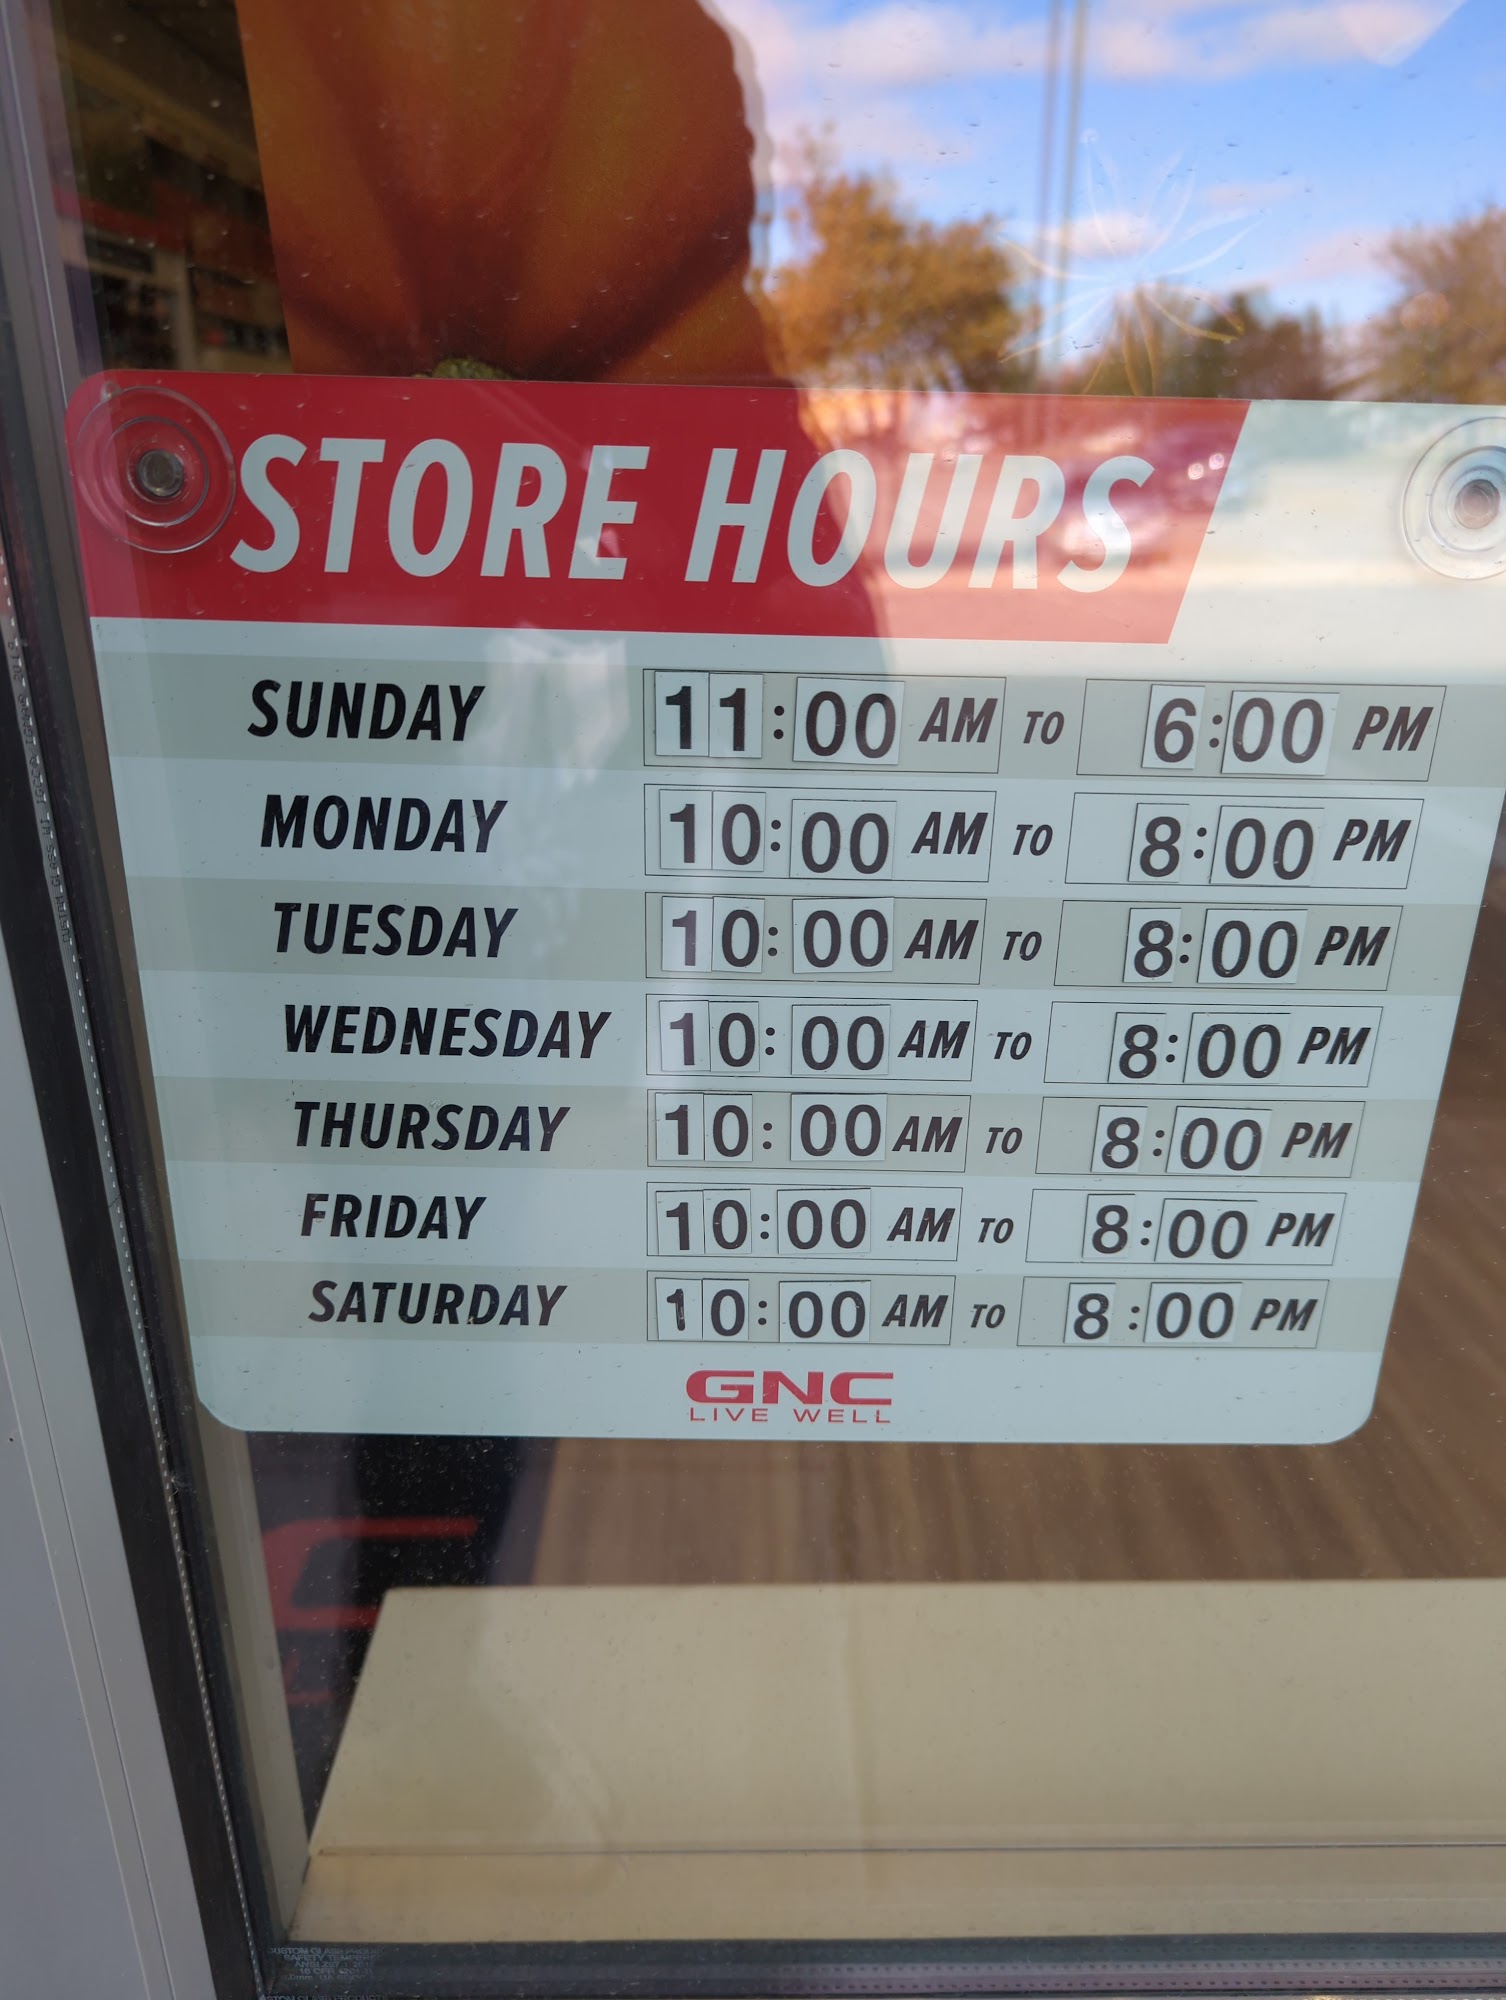 STORE HOURS
SUNDAY 11:00 AM TO 6:00 PM
MONDAY 10:00 AM TO 8:00 PM
TUESDAY 10:00 AM TO 8:00 PM
WEDNESDAY 10:00 AM TO 8:00 PM
THURSDAY 10:00 AM TO 8:00 PM
FRIDAY 10:00 AM TO 8:00 PM
SATURDAY 10:00 AM TO 8:00 PM
GNC
LIVE WELL